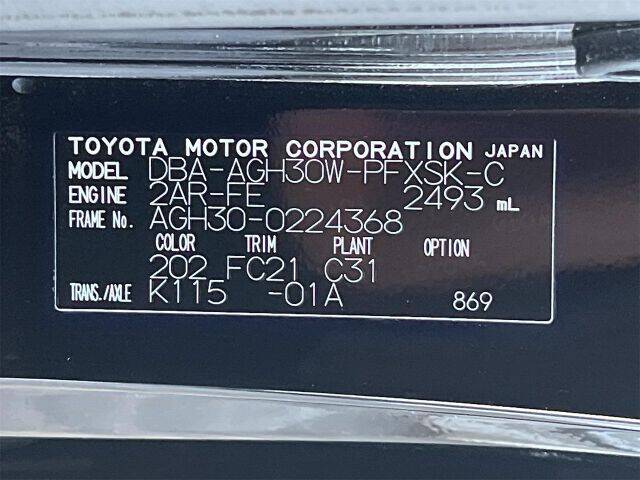 TOYOTA MOTOR CORPORATION JAPAN
MODEL DBA-AGH30W-PFXSK-C
ENGINE 2AR-FE 2493 mL
FRAME No. AGH30-0224368
COLOR TRIM PLANT OPTION
202 FC21 C31
TRANS./AXLE K115 -01A 869